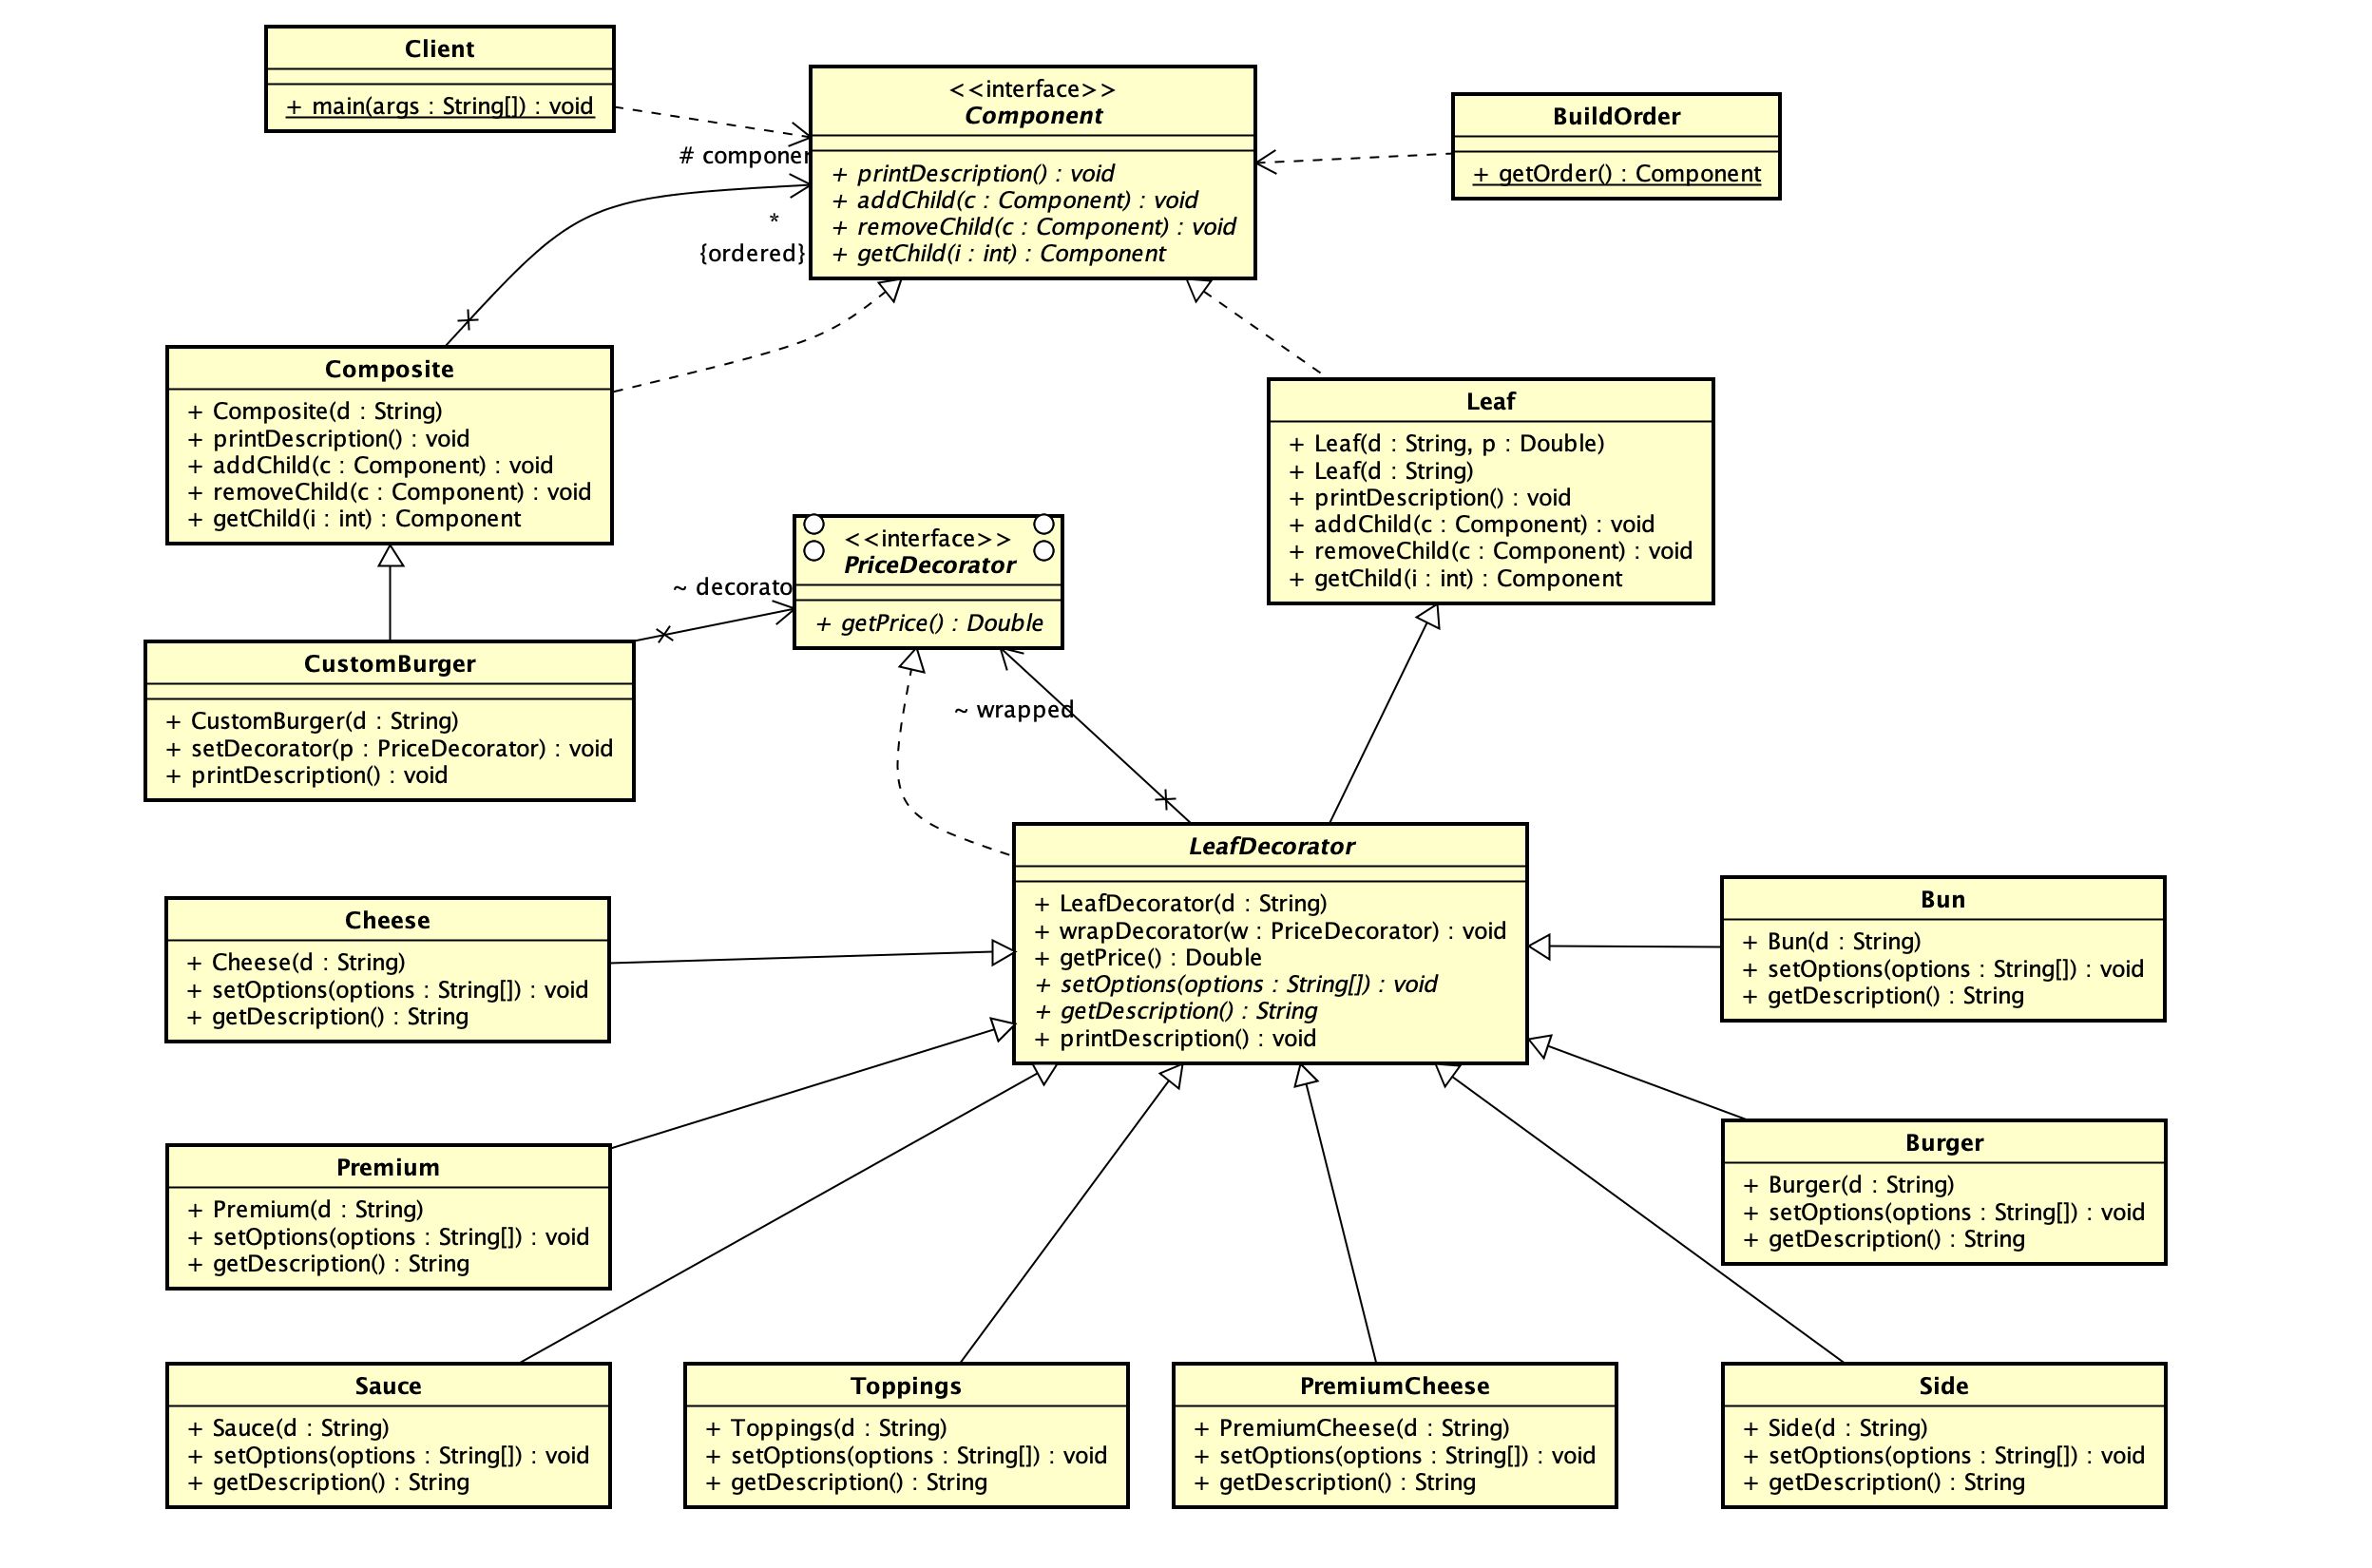 Client
+ main(args : String[]) : void
<<interface>>
Component
+ printDescription() : void
+ addChild(c : Component) : void
+ removeChild(c : Component) : void
+ getChild(i : int) : Component
BuildOrder
+ getOrder() : Component
# componen
*
{ordered}
Composite
+ Composite(d : String)
+ printDescription() : void
+ addChild(c : Component) : void
+ removeChild(c : Component) : void
+ getChild(i : int) : Component
Leaf
+ Leaf(d : String, p : Double)
+ Leaf(d : String)
+ printDescription() : void
+ addChild(c : Component) : void
+ removeChild(c : Component) : void
+ getChild(i : int) : Component
<<interface>>
PriceDecorator
+ getPrice() : Double
~ decorato
CustomBurger
+ CustomBurger(d : String)
+ setDecorator(p : PriceDecorator) : void
+ printDescription() : void
~ wrapped
LeafDecorator
+ LeafDecorator(d : String)
+ wrapDecorator(w : PriceDecorator) : void
+ getPrice() : Double
+ setOptions(options : String[]) : void
+ getDescription() : String
+ printDescription() : void
Cheese
+ Cheese(d : String)
+ setOptions(options : String[]) : void
+ getDescription() : String
Bun
+ Bun(d : String)
+ setOptions(options : String[]) : void
+ getDescription() : String
Premium
+ Premium(d : String)
+ setOptions(options : String[]) : void
+ getDescription() : String
Burger
+ Burger(d : String)
+ setOptions(options : String[]) : void
+ getDescription() : String
Sauce
+ Sauce(d : String)
+ setOptions(options : String[]) : void
+ getDescription() : String
Toppings
+ Toppings(d : String)
+ setOptions(options : String[]) : void
+ getDescription() : String
PremiumCheese
+ PremiumCheese(d : String)
+ setOptions(options : String[]) : void
+ getDescription() : String
Side
+ Side(d : String)
+ setOptions(options : String[]) : void
+ getDescription() : String